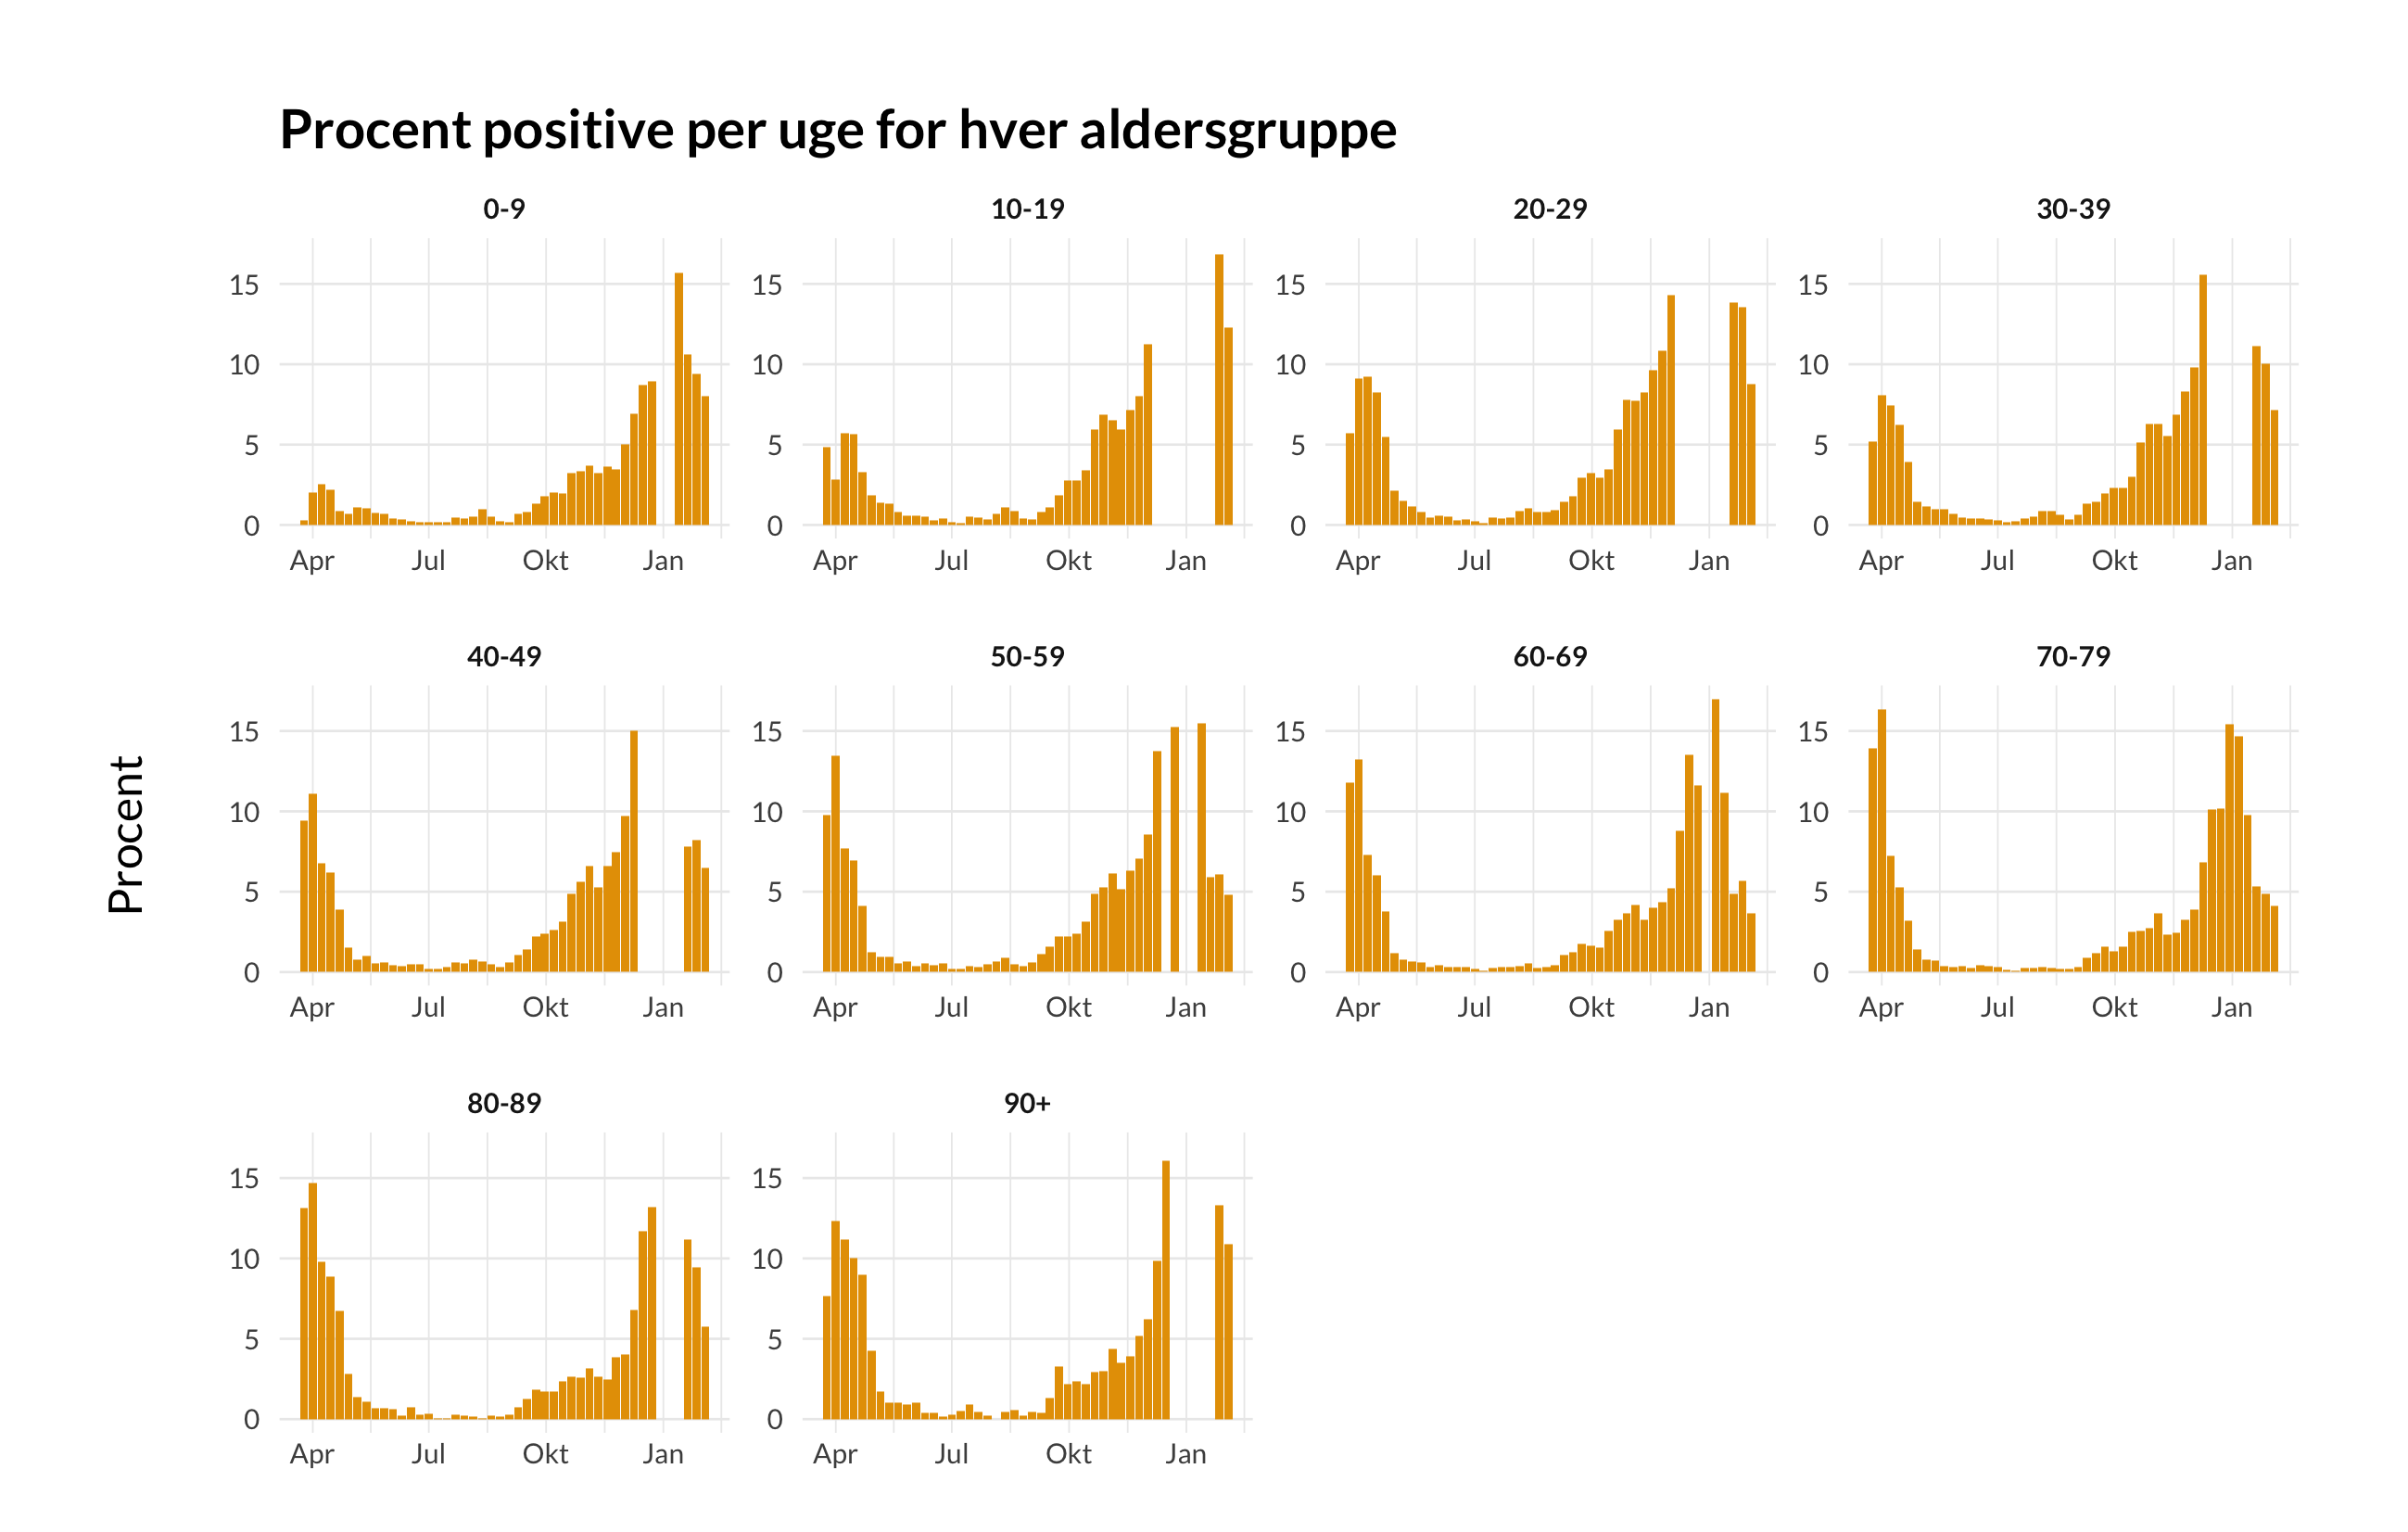 Procent positive per uge for hver aldersgruppe
0-9 10-19 20-29 30-39
15 15 15 15
10 10 10 10
5 5 5 5
0 0 0 0
Apr Jul Okt Jan Apr Jul Okt Jan Apr Jul Okt Jan Apr Jul Okt Jan
40-49 50-59 60-69 70-79
15 15 15 15
Procent
10 10 10 10
5 5 5 5
0 0 0 0
Apr Jul Okt Jan Apr Jul Okt Jan Apr Jul Okt Jan Apr Jul Okt Jan
80-89 90+
15 15
10 10
5 5
0 0
Apr Jul Okt Jan Apr Jul Okt Jan